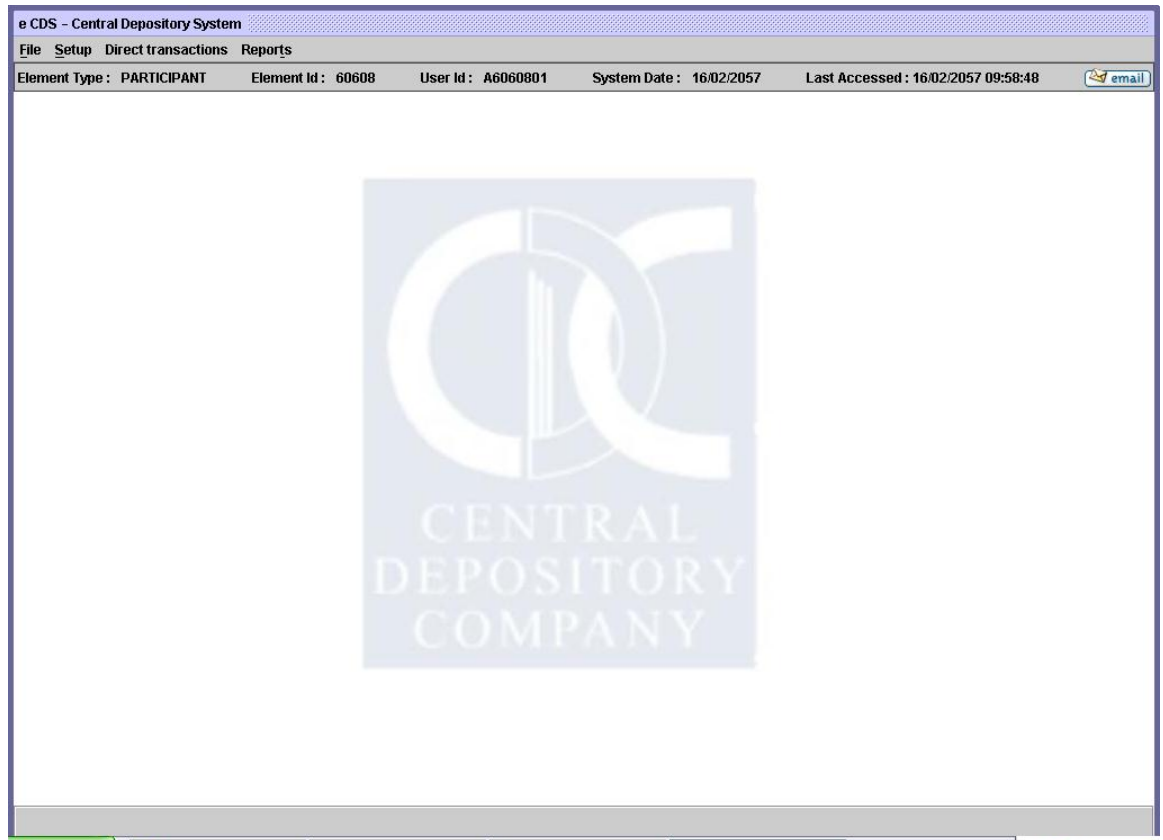 e CDS – Central Depository System
File Setup Direct transactions Reports
Element Type : PARTICIPANT Element Id : 60608 User Id : A6060801 System Date : 16/02/2057 Last Accessed : 16/02/2057 09:58:48 email
CDC
CENTRAL
DEPOSITORY
COMPANY